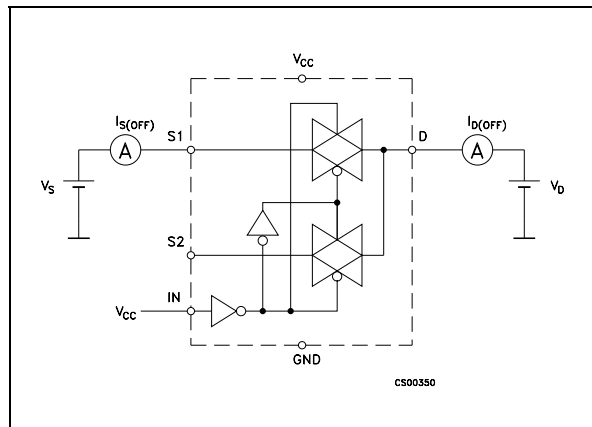 VCC
IS(OFF)
S1
D
ID(OFF)
A
A
VS
VD
S2
IN
VCC
GND
CS00350